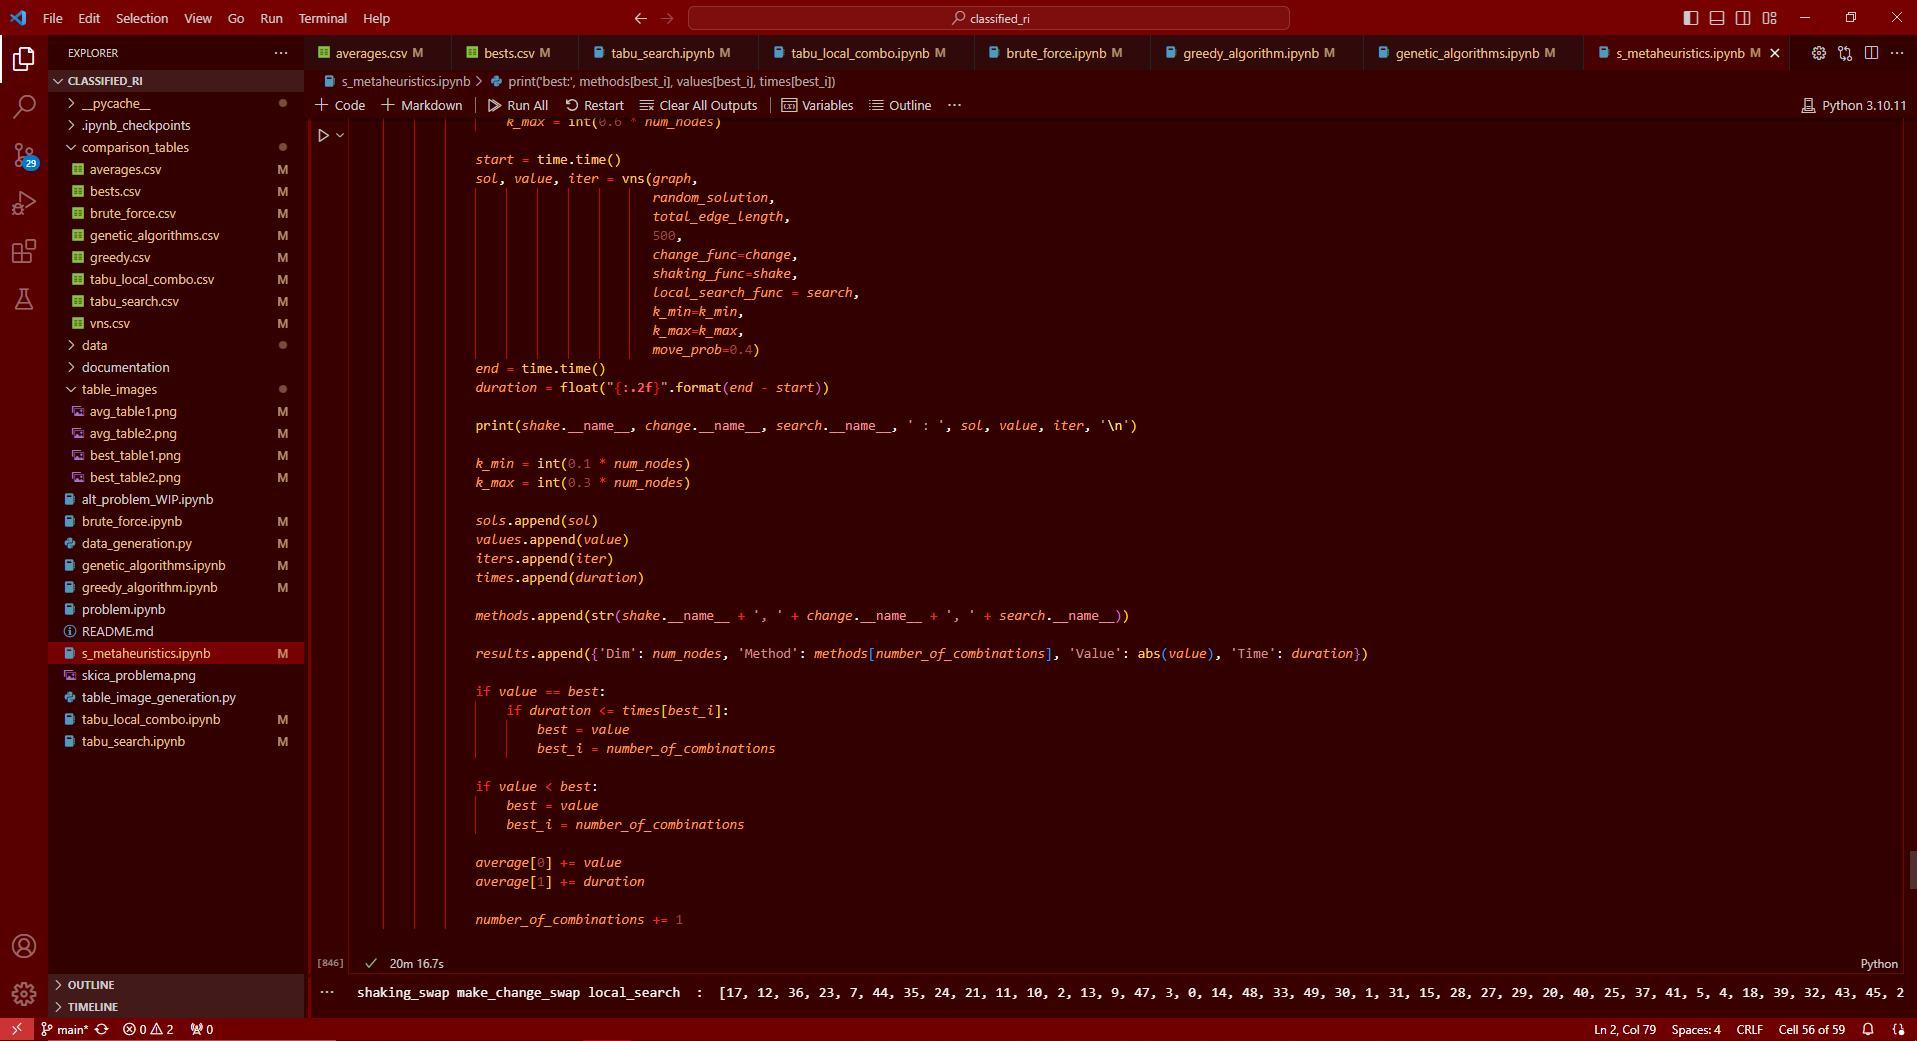 File Edit Selection View Go Run Terminal Help
classified_ri
EXPLORER
CLASSIFIED_RI
__pycache__
.ipynb_checkpoints
comparison_tables
averages.csv M
bests.csv M
brute_force.csv M
genetic_algorithms.csv M
greedy.csv M
tabu_local_combo.csv M
tabu_search.csv M
vns.csv M
data
documentation
table_images
avg_table1.png M
avg_table2.png M
best_table1.png M
best_table2.png M
alt_problem_WIP.ipynb
brute_force.ipynb M
data_generation.py M
genetic_algorithms.ipynb M
greedy_algorithm.ipynb M
problem.ipynb
README.md
s_metaheuristics.ipynb M
skica_problema.png
table_image_generation.py
tabu_local_combo.ipynb M
tabu_search.ipynb M
OUTLINE
TIMELINE
29
averages.csv M bests.csv M tabu_search.ipynb M tabu_local_combo.ipynb M brute_force.ipynb M greedy_algorithm.ipynb M genetic_algorithms.ipynb M s_metaheuristics.ipynb M
s_metaheuristics.ipynb > print('best:', methods[best_i], values[best_i], times[best_i])
+ Code + Markdown Run All Restart Clear All Outputs Variables Outline ... Python 3.10.11
k_max = int(0.6 * num_nodes)
start = time.time()
sol, value, iter = vns(graph,
random_solution,
total_edge_length,
500,
change_func=change,
shaking_func=shake,
local_search_func = search,
k_min=k_min,
k_max=k_max,
move_prob=0.4)
end = time.time()
duration = float("{:.2f}".format(end - start))
print(shake.__name__, change.__name__, search.__name__, ' : ', sol, value, iter, '\n')
k_min = int(0.1 * num_nodes)
k_max = int(0.3 * num_nodes)
sols.append(sol)
values.append(value)
iters.append(iter)
times.append(duration)
methods.append(str(shake.__name__ + ', ' + change.__name__ + ', ' + search.__name__))
results.append({'Dim': num_nodes, 'Method': methods[number_of_combinations], 'Value': abs(value), 'Time': duration})
if value == best:
if duration <= times[best_i]:
best = value
best_i = number_of_combinations
if value < best:
best = value
best_i = number_of_combinations
average[0] += value
average[1] += duration
number_of_combinations += 1
[846] 20m 16.7s Python
... shaking_swap make_change_swap local_search : [17, 12, 36, 23, 7, 44, 35, 24, 21, 11, 10, 2, 13, 9, 47, 3, 0, 14, 48, 33, 49, 30, 1, 31, 15, 28, 27, 29, 20, 40, 25, 37, 41, 5, 4, 18, 39, 32, 43, 45, 2
main* 0 2 0 Ln 2, Col 79 Spaces: 4 CRLF Cell 56 of 59